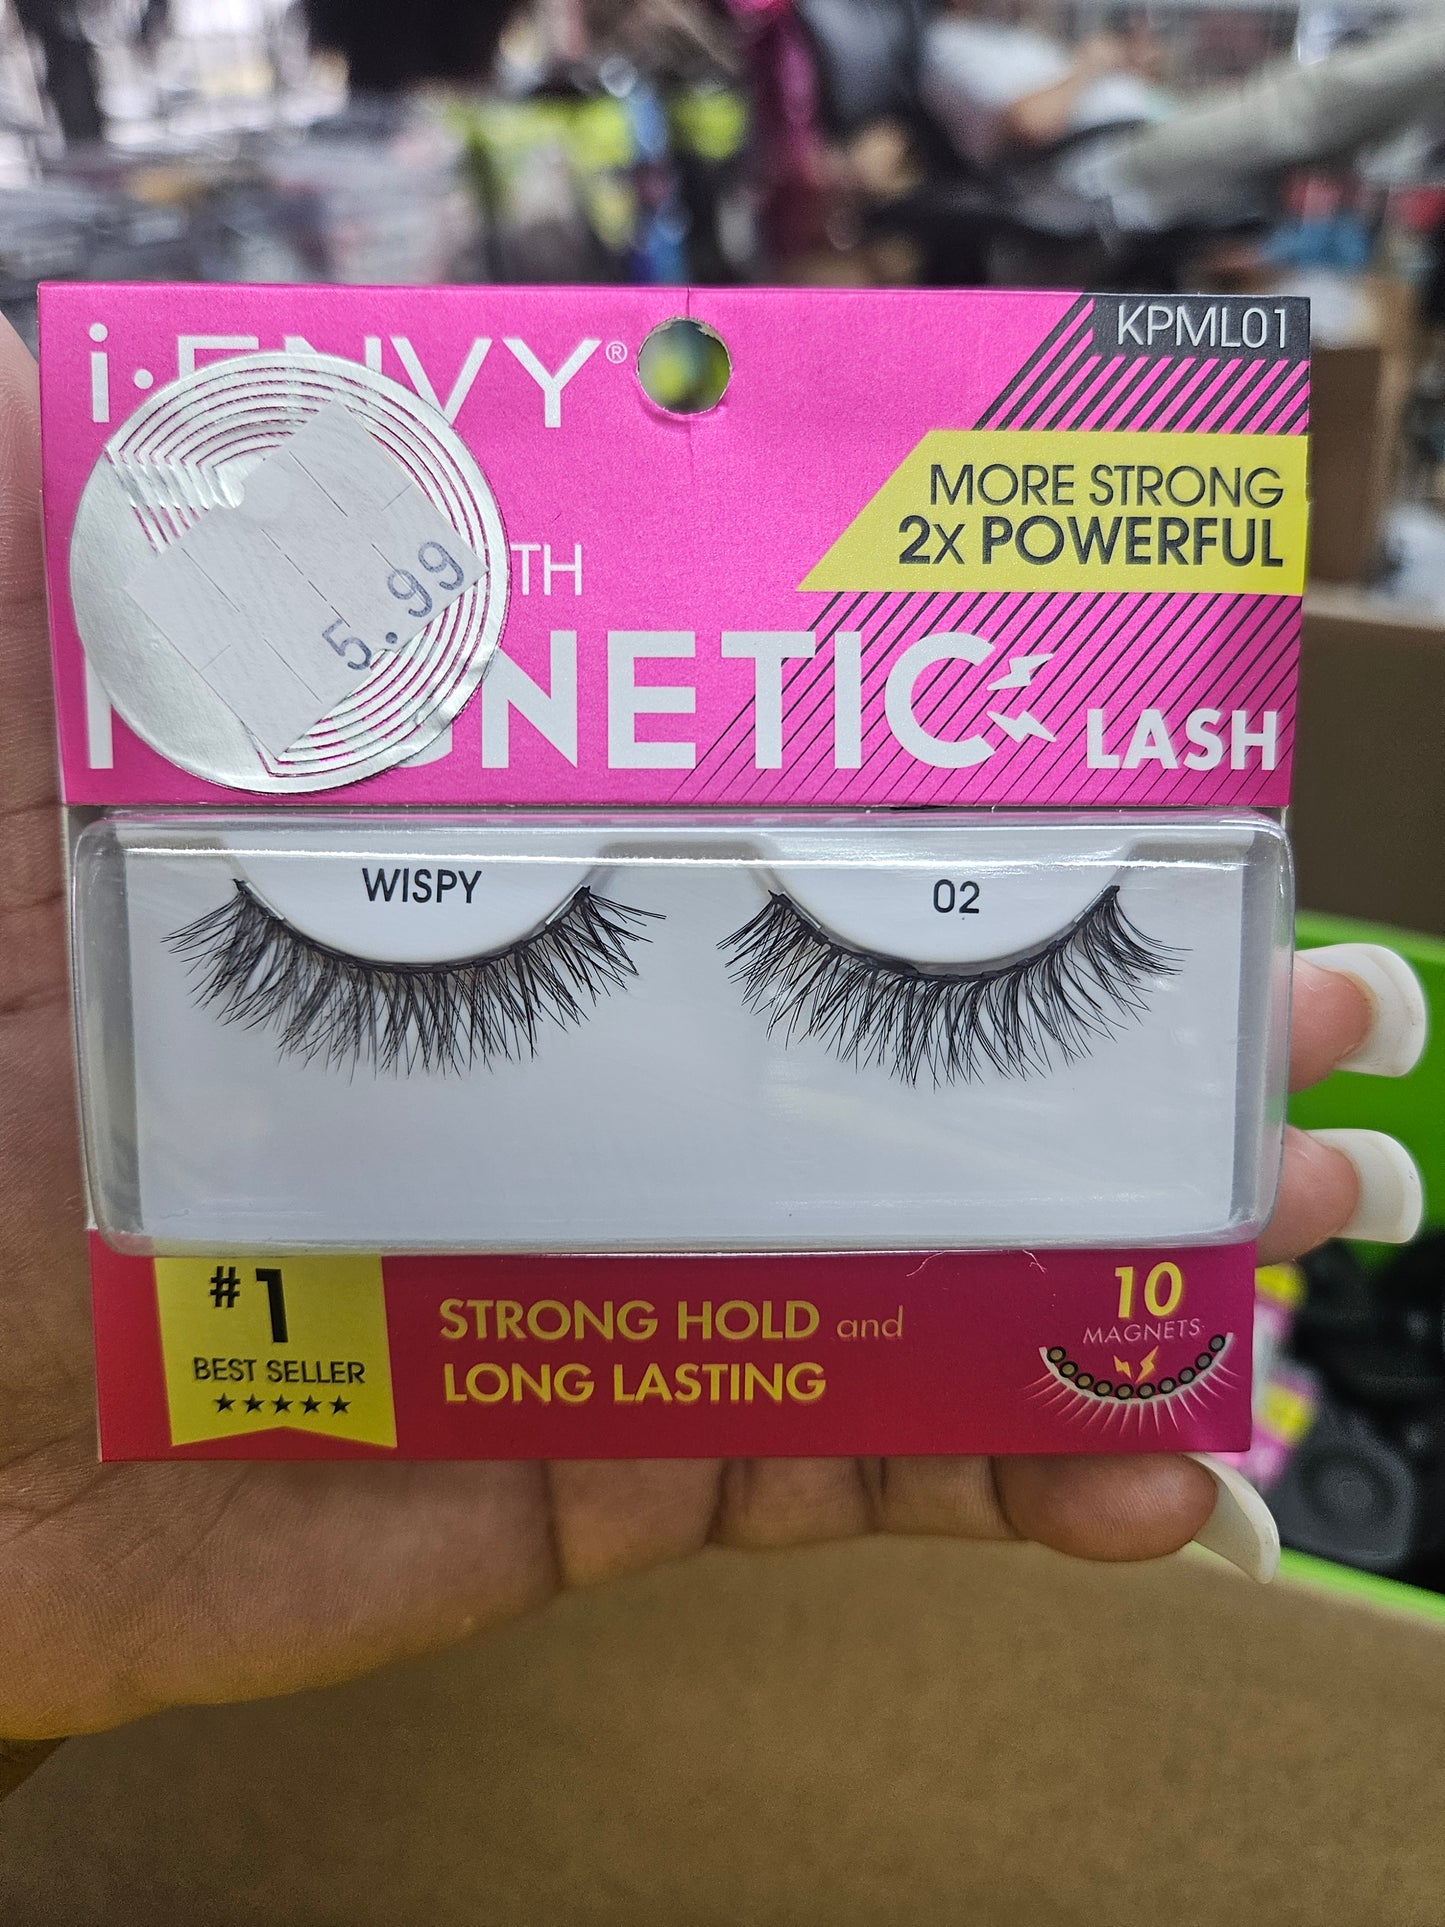 i·ENVY®
KPML01
MORE STRONG
2X POWERFUL
5.99
NETIC
LASH
WISPY
02
#1
BEST SELLER
STRONG HOLD and
LONG LASTING
10
MAGNETS